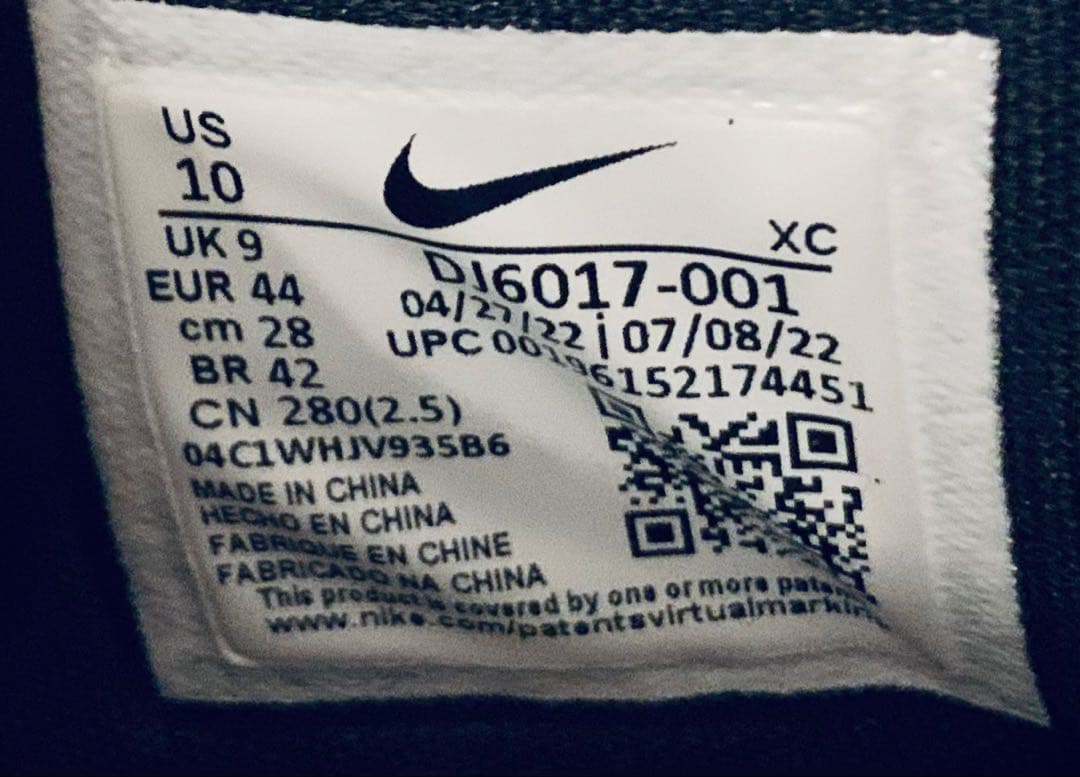 US
10
XC
UK 9
DJ6017-001
EUR 44
04/27/22 | 07/08/22
cm 28
UPC 00196152174451
BR 42
CN 280(2.5)
04C1WHJV935B6
MADE IN CHINA
HECHO EN CHINA
FABRIQUE EN CHINE
FABRICADO NA CHINA
This product is covered by one or more
www.nike.com/patentsvirtualmarkin